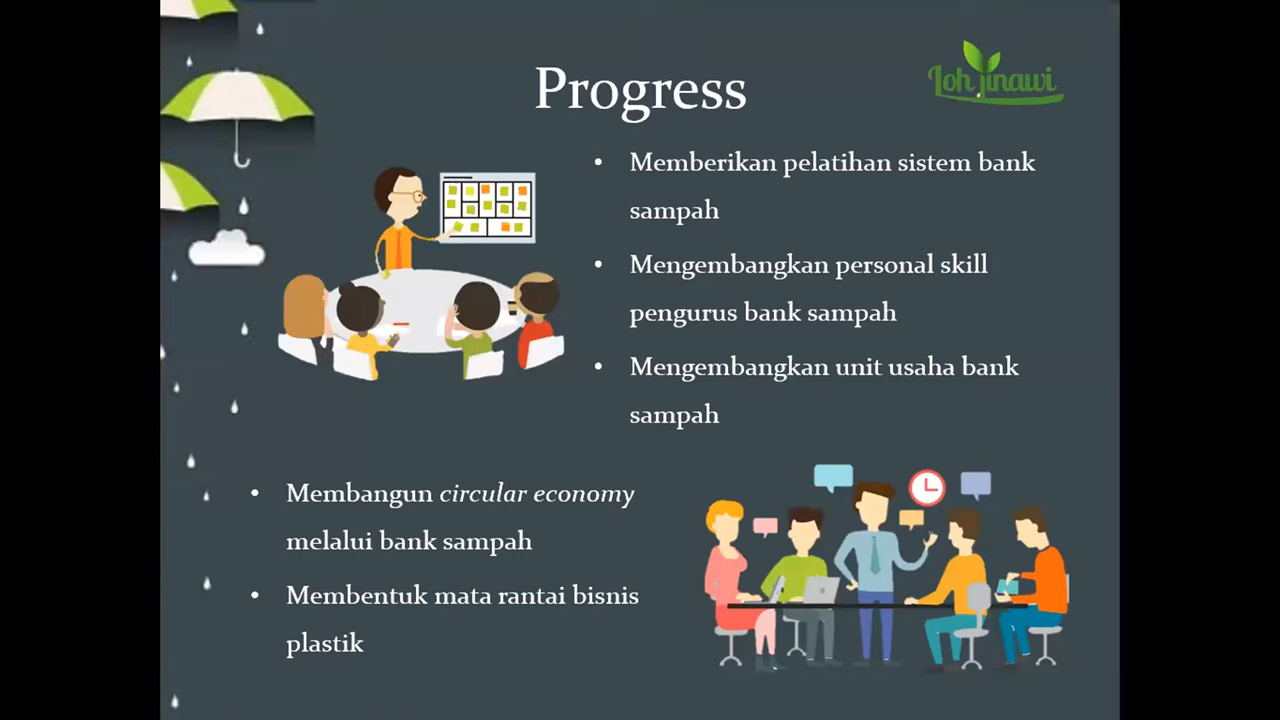 Progress
Loh Jinawi
• Memberikan pelatihan sistem bank
sampah
• Mengembangkan personal skill
pengurus bank sampah
• Mengembangkan unit usaha bank
sampah
• Membangun circular economy
melalui bank sampah
• Membentuk mata rantai bisnis
plastik